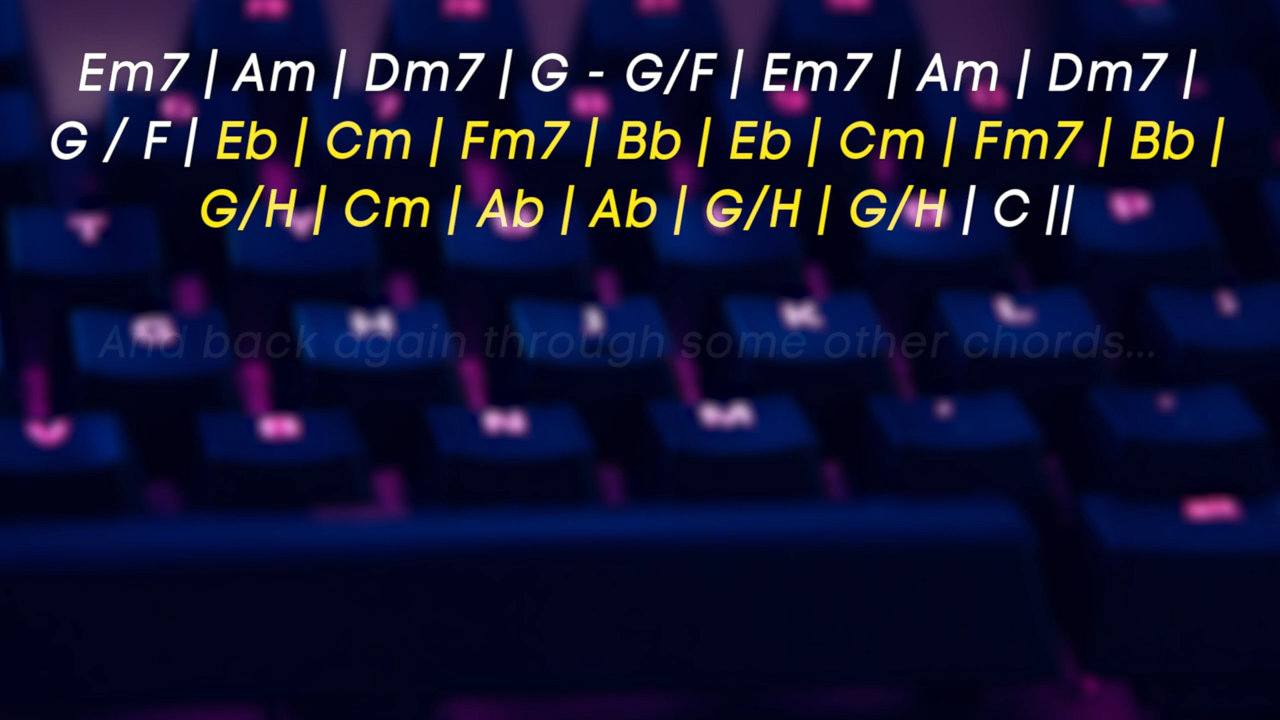 Em7 | Am | Dm7 | G - G/F | Em7 | Am | Dm7 |
G / F | Eb | Cm | Fm7 | Bb | Eb | Cm | Fm7 | Bb |
G/H | Cm | Ab | Ab | G/H | G/H | C ||
T
P
G H J K L
And back again through some other chords...
V B N M